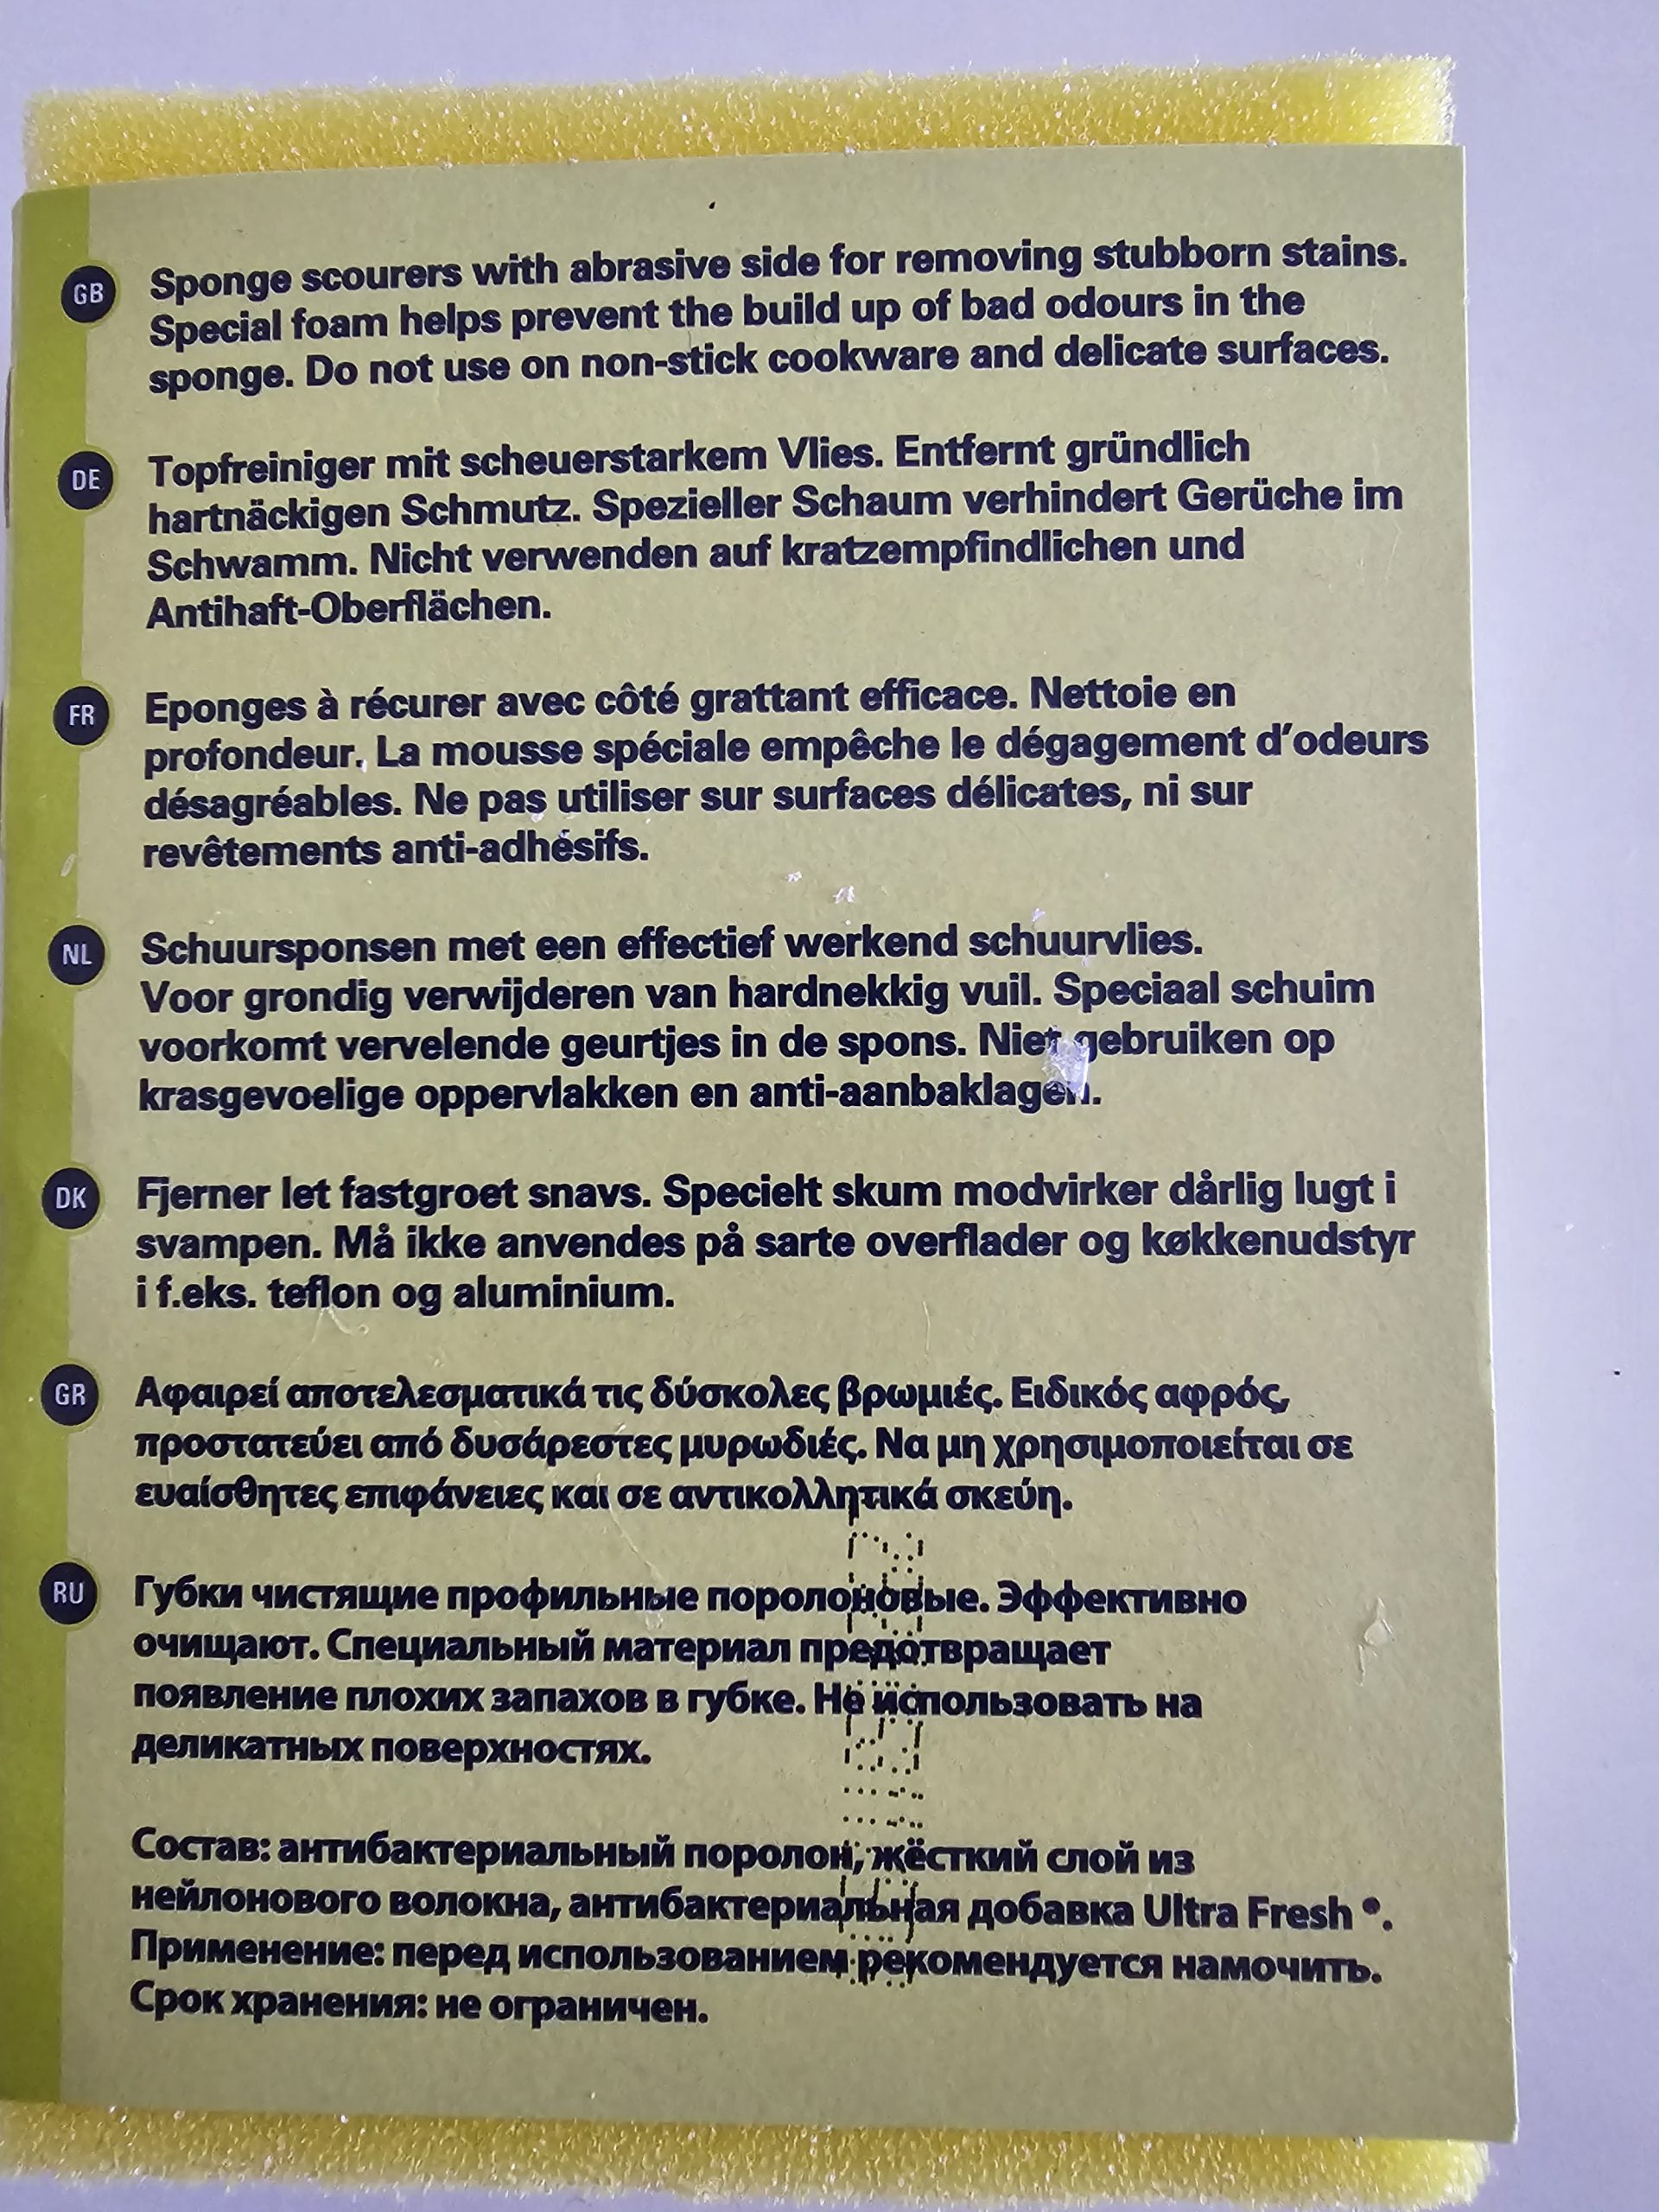 GB
Sponge scourers with abrasive side for removing stubborn stains.
Special foam helps prevent the build up of bad odours in the
sponge. Do not use on non-stick cookware and delicate surfaces.
DE
Topfreiniger mit scheuerstarkem Vlies. Entfernt gründlich
hartnäckigen Schmutz. Spezieller Schaum verhindert Gerüche im
Schwamm. Nicht verwenden auf kratzempfindlichen und
Antihaft-Oberflächen.
FR
Eponges à récurer avec côté grattant efficace. Nettoie en
profondeur. La mousse spéciale empêche le dégagement d'odeurs
désagréables. Ne pas utiliser sur surfaces délicates, ni sur
revêtements anti-adhésifs.
NL
Schuursponsen met een effectief werkend schuurvlies.
Voor grondig verwijderen van hardnekkig vuil. Speciaal schuim
voorkomt vervelende geurtjes in de spons. Niet gebruiken op
krasgevoelige oppervlakken en anti-aanbaklagen.
DK
Fjerner let fastgroet snavs. Specielt skum modvirker dårlig lugt i
svampen. Må ikke anvendes på sarte overflader og køkkenudstyr
i f.eks. teflon og aluminium.
GR
Αφαιρεί αποτελεσματικά τις δύσκολες βρωμιές. Ειδικός αφρός,
προστατεύει από δυσάρεστες μυρωδιές. Να μη χρησιμοποιείται σε
ευαίσθητες επιφάνειες και σε αντικολλητικά σκεύη.
RU
Губки чистящие профильные поролоновые. Эффективно
очищают. Специальный материал предотвращает
появление плохих запахов в губке. Не использовать на
деликатных поверхностях.
Состав: антибактериальный поролон, жёсткий слой из
нейлонового волокна, антибактериальная добавка Ultra Fresh ®.
Применение: перед использованием рекомендуется намочить.
Срок хранения: не ограничен.